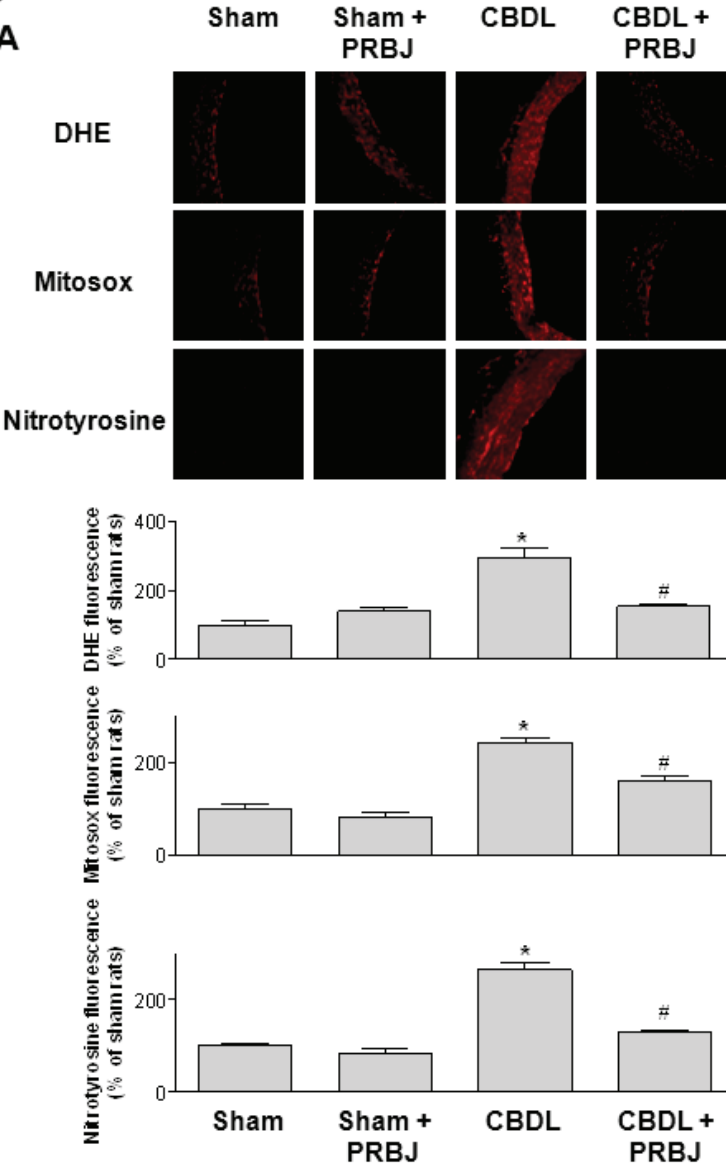 A
Sham
Sham +
PRBJ
CBDL
CBDL +
PRBJ
DHE
Mitosox
Nitrotyrosine
DHE fluorescence
(% of sham rats)
400
200
0
*
#
Mitosox fluorescence
(% of sham rats)
200
0
*
#
Nitrotyrosine fluorescence
(% of sham rats)
200
0
*
#
Sham
Sham +
PRBJ
CBDL
CBDL +
PRBJ